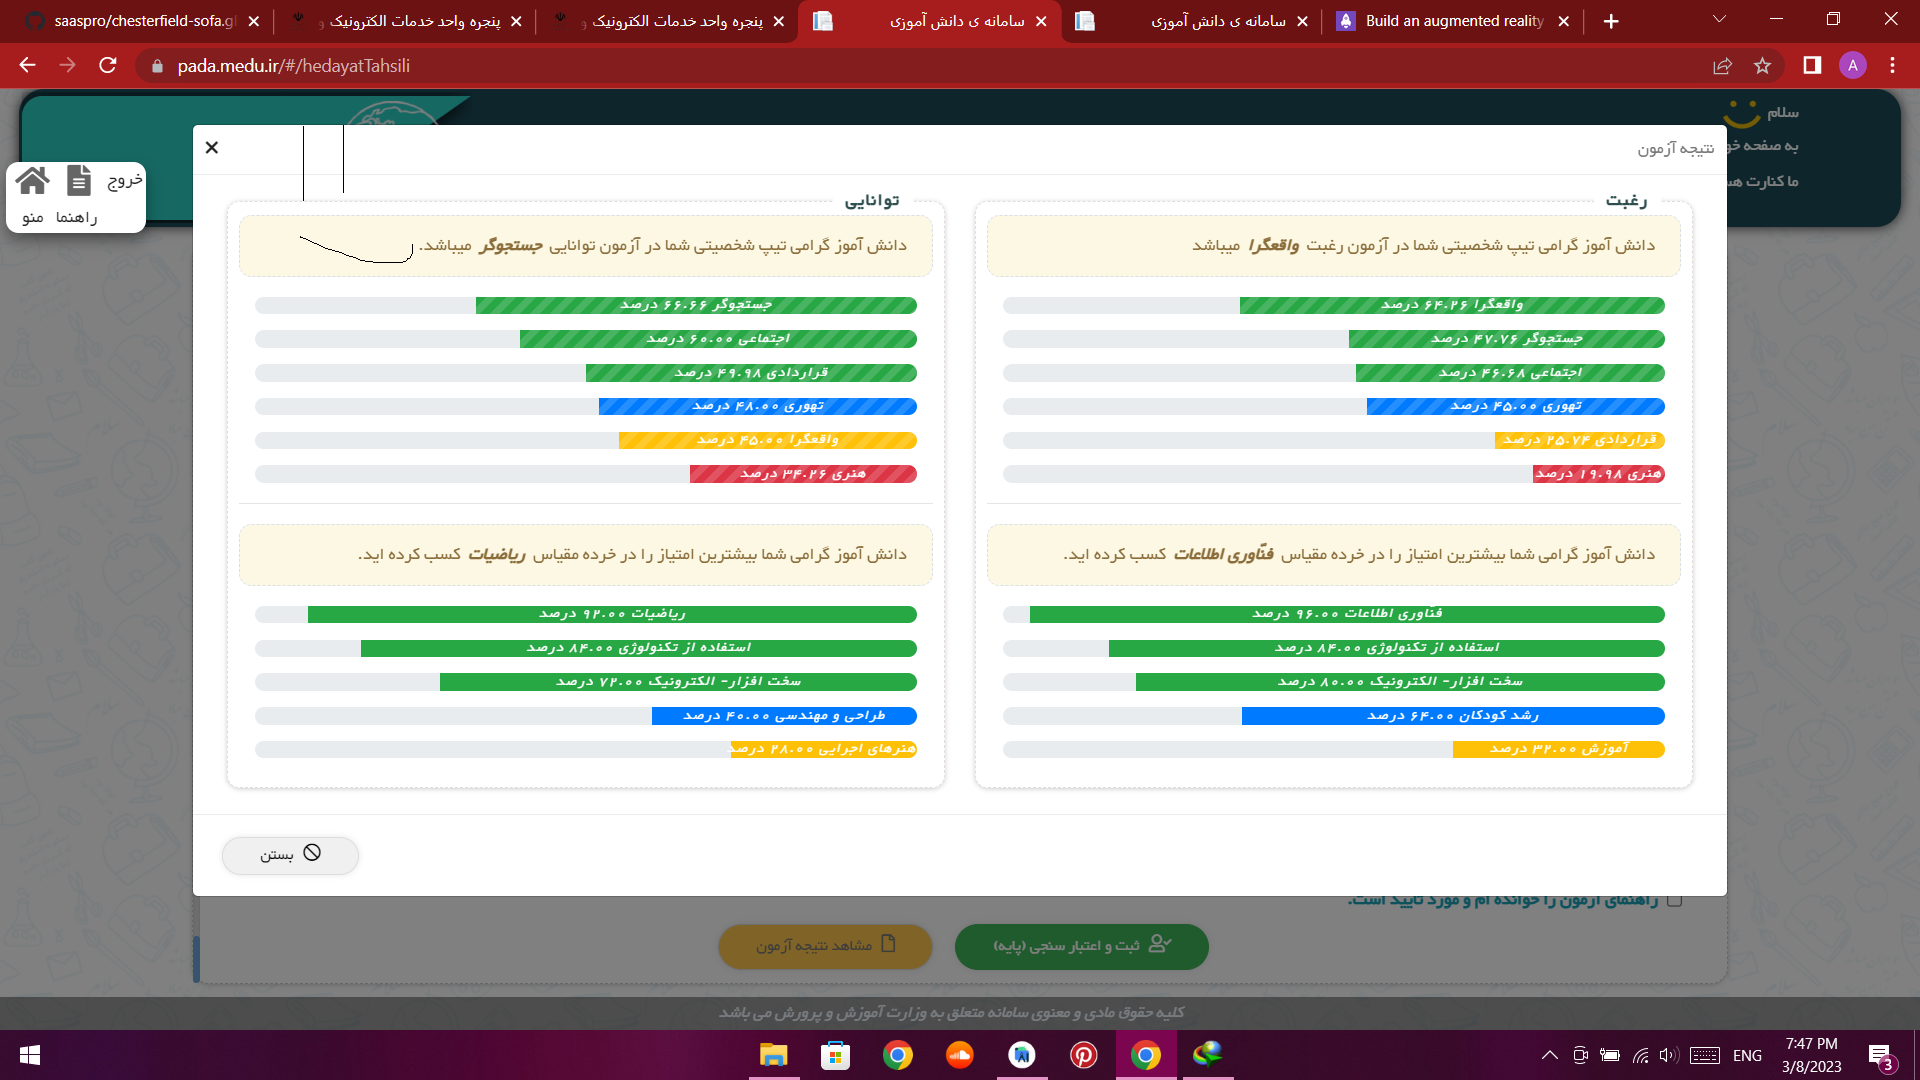 saaspro/chesterfield-sofa.gl
پنجره واحد خدمات الکترونیک و
پنجره واحد خدمات الکترونیک و
سامانه ی دانش آموزی
سامانه ی دانش آموزی
Build an augmented reality
pada.medu.ir/#/hedayatTahsili
A
سلام
به صفحه خو
ما کنارت هس
خروج
راهنما
منو
نتیجه آزمون
رغبت
دانش آموز گرامی تیپ شخصیتی شما در آزمون رغبت واقعگرا میباشد
واقعگرا ۶۴.۲۶ درصد
جستجوگر ۴۷.۷۶ درصد
اجتماعی ۴۶.۶۸ درصد
تهوری ۴۵.۰۰ درصد
قراردادی ۲۵.۷۴ درصد
هنری ۱۹.۹۸ درصد
دانش آموز گرامی شما بیشترین امتیاز را در خرده مقیاس فنّاوری اطلاعات کسب کرده اید.
فنّاوری اطلاعات ۹۶.۰۰ درصد
استفاده از تکنولوژی ۸۴.۰۰ درصد
سخت افزار- الکترونیک ۸۰.۰۰ درصد
رشد کودکان ۶۴.۰۰ درصد
آموزش ۳۲.۰۰ درصد
توانایی
دانش آموز گرامی تیپ شخصیتی شما در آزمون توانایی جستجوگر میباشد.
جستجوگر ۶۶.۶۶ درصد
اجتماعی ۶۰.۰۰ درصد
قراردادی ۴۹.۹۸ درصد
تهوری ۴۸.۰۰ درصد
واقعگرا ۴۵.۰۰ درصد
هنری ۳۴.۲۶ درصد
دانش آموز گرامی شما بیشترین امتیاز را در خرده مقیاس ریاضیات کسب کرده اید.
ریاضیات ۹۲.۰۰ درصد
استفاده از تکنولوژی ۸۴.۰۰ درصد
سخت افزار- الکترونیک ۷۲.۰۰ درصد
طراحی و مهندسی ۴۰.۰۰ درصد
هنرهای اجرایی ۲۸.۰۰ درصد
بستن
راهنمای آزمون را خوانده ام و مورد تایید است.
ثبت و اعتبار سنجی (پایه)
مشاهد نتیجه آزمون
کلیه حقوق مادی و معنوی سامانه متعلق به وزارت آموزش و پرورش می باشد
ENG
7:47 PM
3/8/2023
3